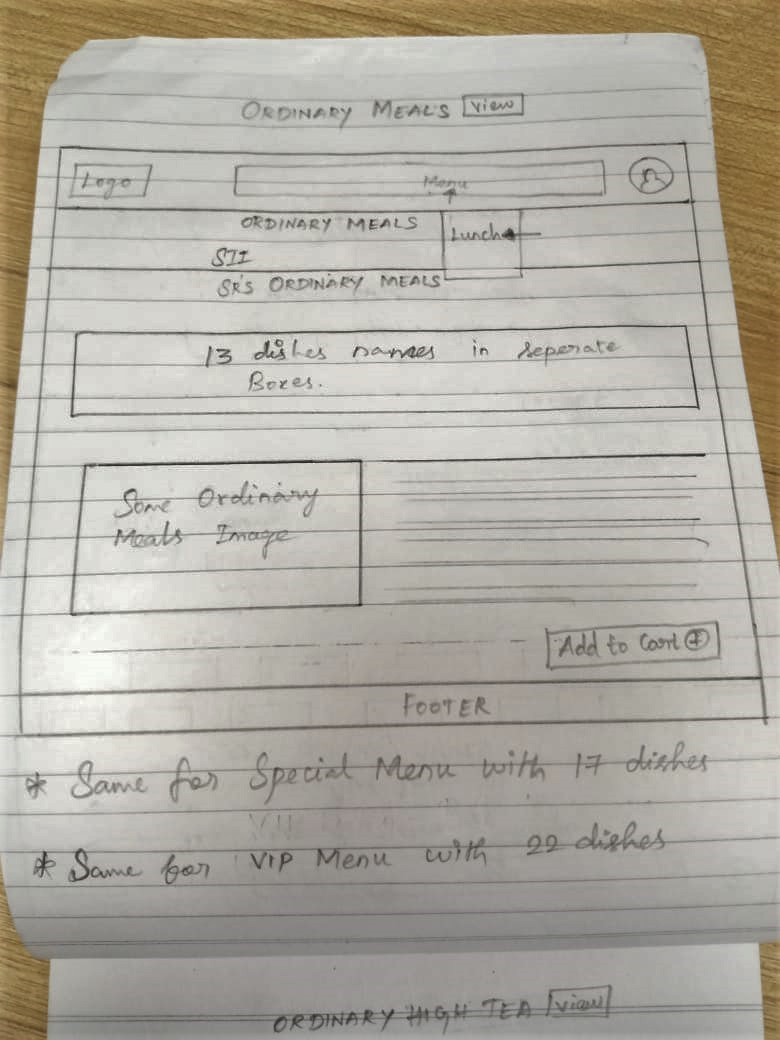 ORDINARY MEALS View
Logo
Menu
ORDINARY MEALS
Lunch
SII
SR'S ORDINARY MEALS
13 dishes names in seperate
Boxes.
Some Ordinary
Meals Image
Add to Cart
FOOTER
* Same for Special Menu with 17 dishes
* Same for VIP Menu with 22 dishes
ORDINARY HIGH TEA View